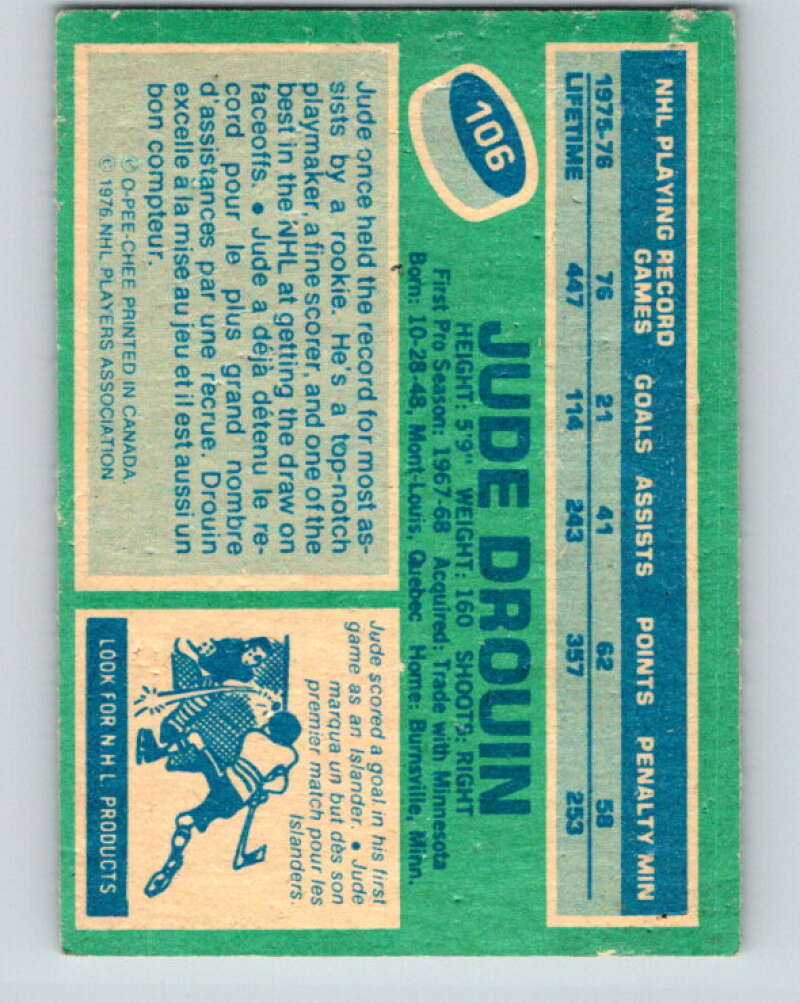 NHL PLAYING RECORD
GAMES GOALS ASSISTS POINTS PENALTY MIN
1975-76 76 21 41 62 58
LIFETIME 447 114 243 357 253
106
JUDE DROUIN
HEIGHT: 5'9" WEIGHT: 160 SHOOTS: RIGHT
First Pro Season: 1967-68 Acquired: Trade with Minnesota
Born: 10-28-48, Mont-Louis, Quebec Home: Burnsville, Minn.
Jude once held the record for most as-
sists by a rookie. He's a top-notch
playmaker, a fine scorer, and one of the
best in the NHL at getting the draw on
faceoffs. • Jude a déjà détenu le re-
cord pour le plus grand nombre
d'assistances par une recrue. Drouin
excelle à la mise au jeu et il est aussi un
bon compteur.
© O-PEE-CHEE PRINTED IN CANADA
© 1976 NHL PLAYERS ASSOCIATION
Jude scored a goal in his first
game as an Islander. • Jude
marqua un but dès son
premier match pour les
Islanders.
LOOK FOR N.H.L. PRODUCTS